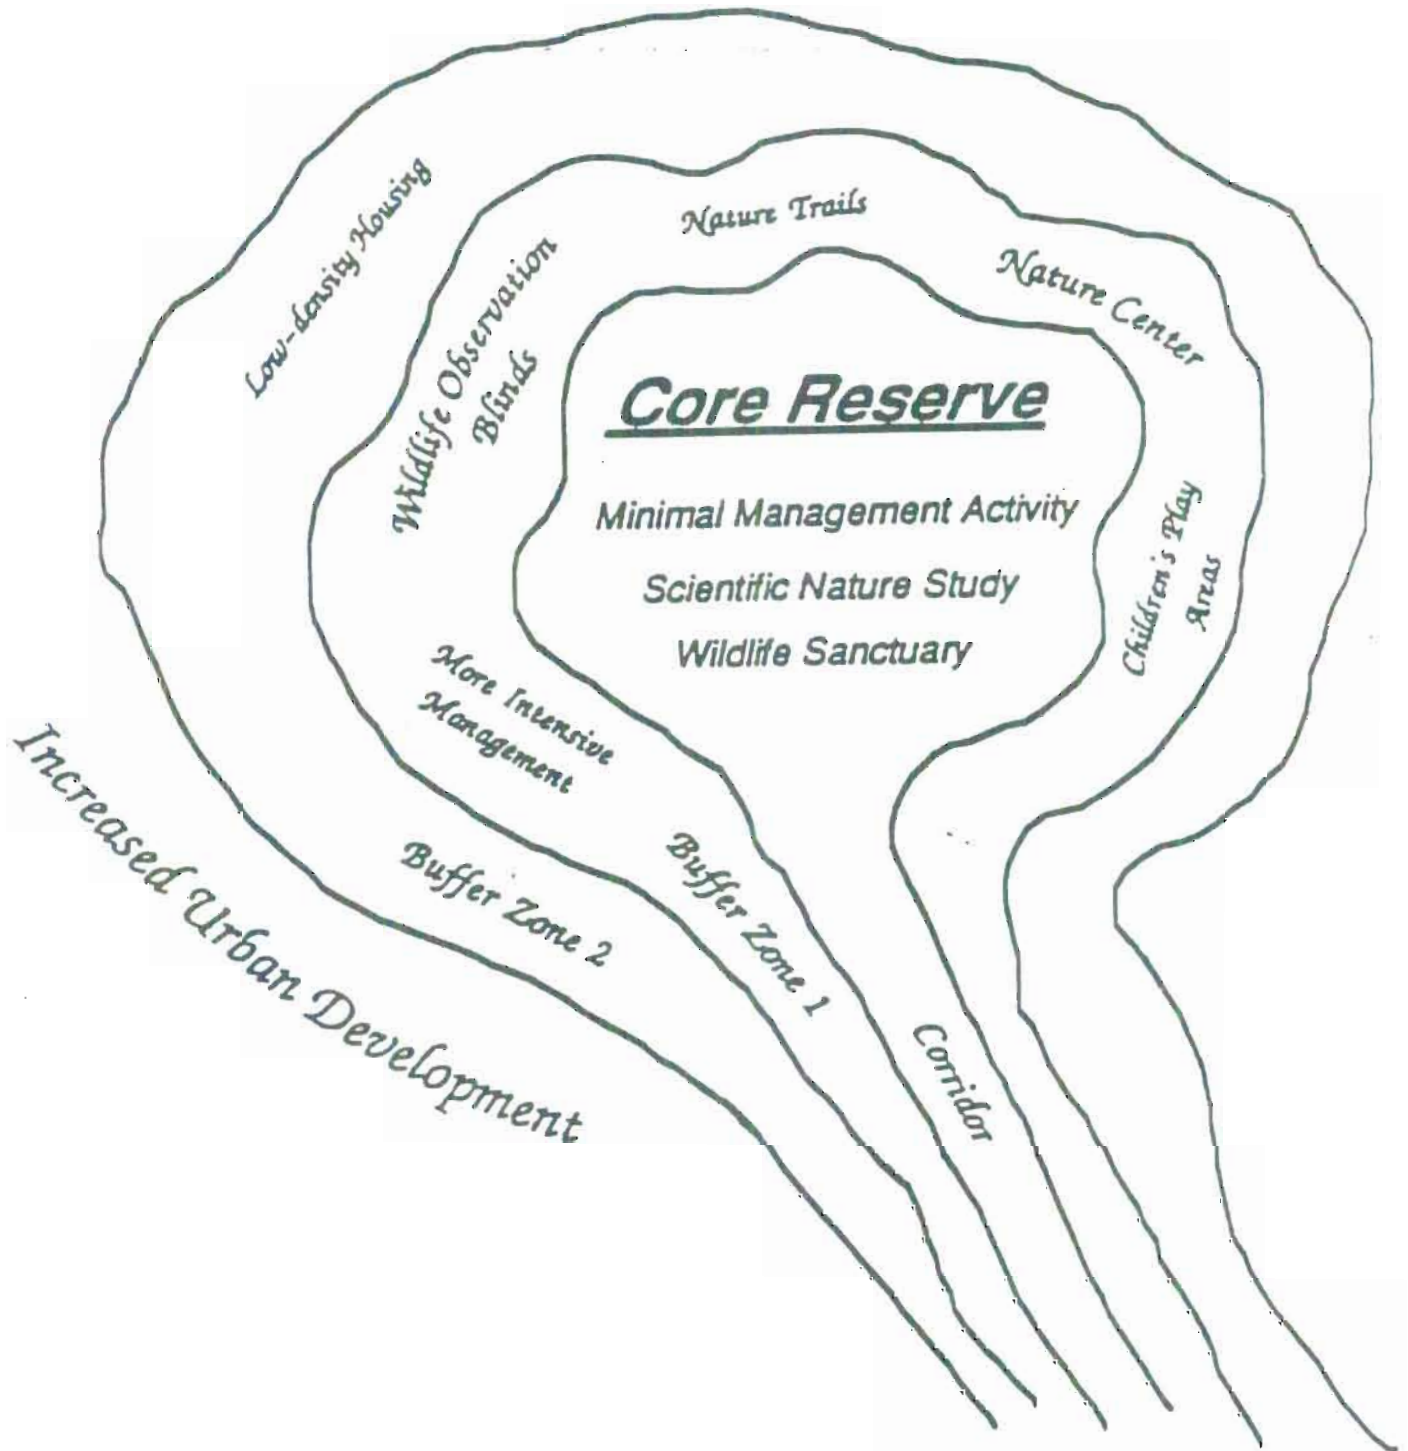 Nature Trails
Low-density Housing
Nature Center
Wildlife Observation
Blinds
Core Reserve
Minimal Management Activity
Scientific Nature Study
Wildlife Sanctuary
Children's Play
Areas
More Intensive
Management
Buffer Zone 2
Buffer Zone 1
Corridor
Increased Urban Development